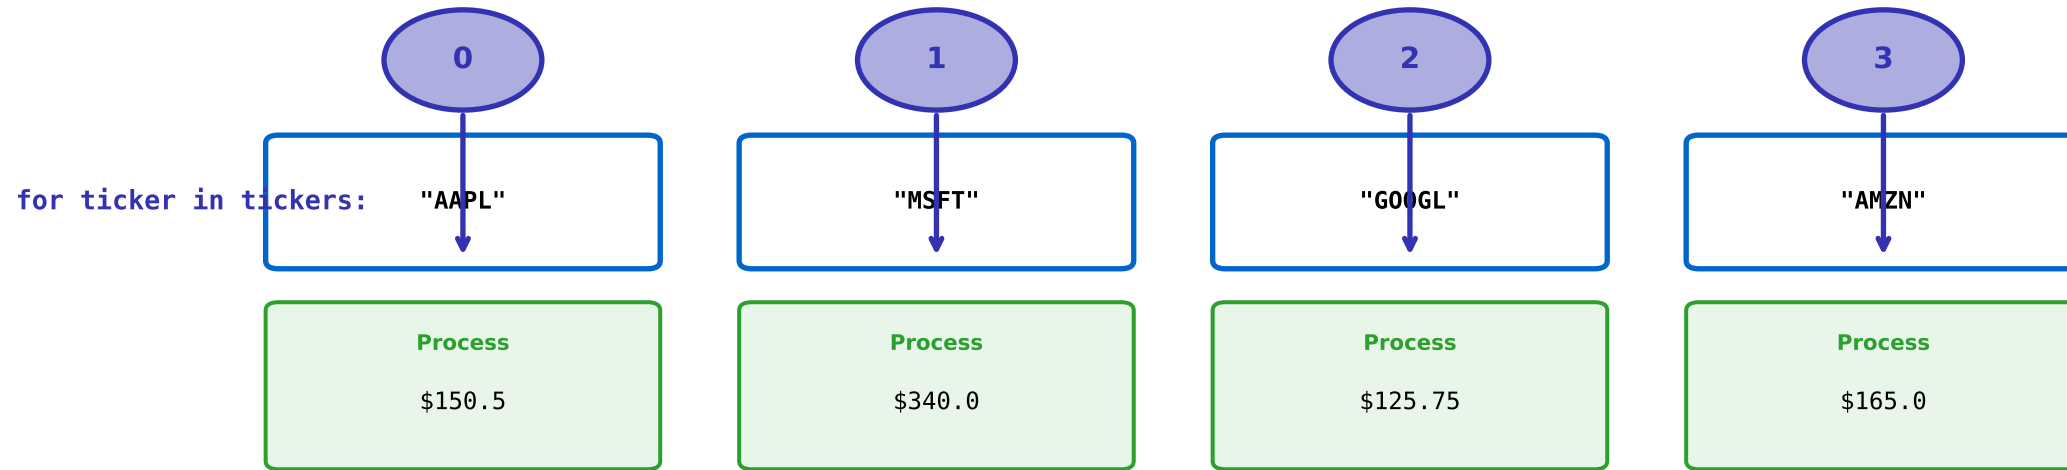 0 1 2 3
for ticker in tickers: "AAPL" "MSFT" "GOOGL" "AMZN"
Process Process Process Process
$150.5 $340.0 $125.75 $165.0